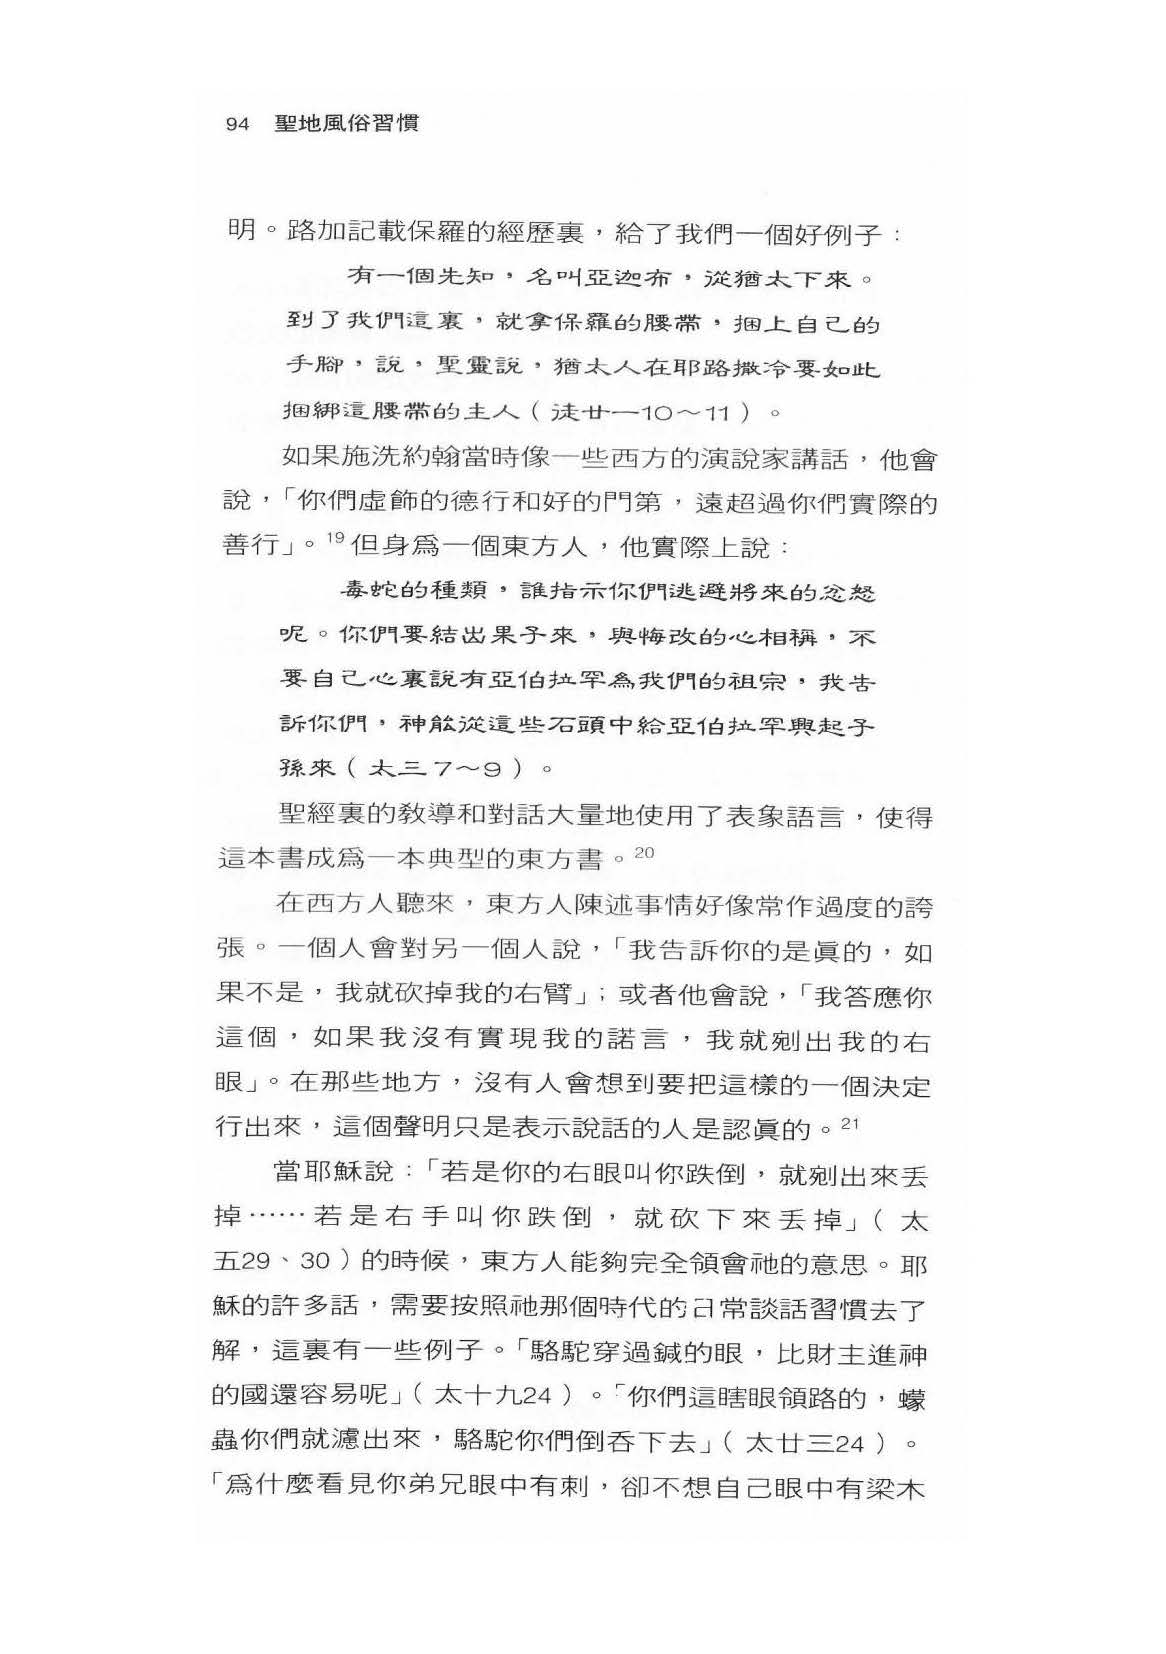 94 聖地風俗習慣
明。路加記載保羅的經歷裏，給了我們一個好例子：
有一個先知，名叫亞迦布，從猶太下來。
到了我們這裏，就拿保羅的腰帶，捆上自己的
手腳，說，聖靈說，猶太人在耶路撒冷要如此
捆綁這腰帶的主人（徒廿一10～11）。
如果施洗約翰當時像一些西方的演說家講話，他會
說，「你們虛飾的德行和好的門第，遠超過你們實際的
善行」。19但身爲一個東方人，他實際上說：
毒蛇的種類，誰指示你們逃避將來的忿怒
呢。你們要結出果子來，與悔改的心相稱，不
要自己心裏說有亞伯拉罕為我們的祖宗，我告
訴你們，神能從這些石頭中給亞伯拉罕興起子
孫來（太三7～9）。
聖經裏的教導和對話大量地使用了表象語言，使得
這本書成爲一本典型的東方書。20
在西方人聽來，東方人陳述事情好像常作過度的誇
張。一個人會對另一個人說，「我告訴你的是眞的，如
果不是，我就砍掉我的右臂」；或者他會說，「我答應你
這個，如果我沒有實現我的諾言，我就剜出我的右
眼」。在那些地方，沒有人會想到要把這樣的一個決定
行出來，這個聲明只是表示說話的人是認眞的。21
當耶穌說：「若是你的右眼叫你跌倒，就剜出來丟
掉……若是右手叫你跌倒，就砍下來丟掉」（太
五29、30）的時候，東方人能夠完全領會祂的意思。耶
穌的許多話，需要按照祂那個時代的日常談話習慣去了
解，這裏有一些例子。「駱駝穿過鍼的眼，比財主進神
的國還容易呢」（太十九24）。「你們這瞎眼領路的，蠓
蟲你們就濾出來，駱駝你們倒吞下去」（太廿三24）。
「爲什麼看見你弟兄眼中有刺，卻不想自己眼中有梁木